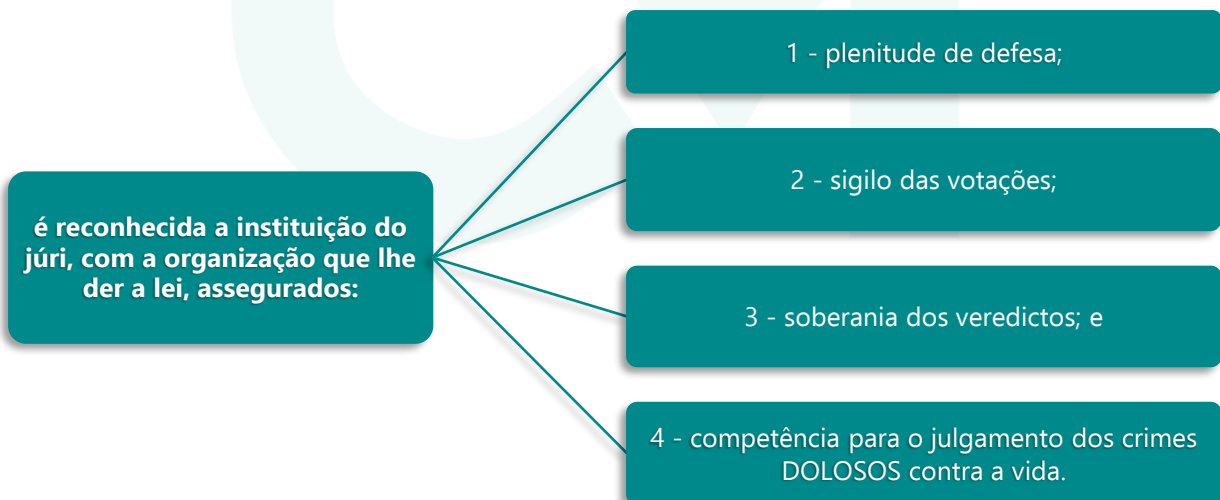 é reconhecida a instituição do
júri, com a organização que lhe
der a lei, assegurados:
1 - plenitude de defesa;
2 - sigilo das votações;
3 - soberania dos veredictos; e
4 - competência para o julgamento dos crimes
DOLOSOS contra a vida.